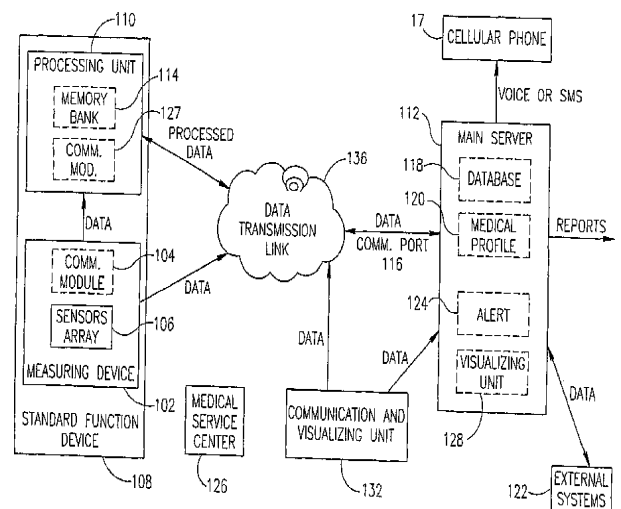 110
PROCESSING UNIT
114
MEMORY
BANK
127
COMM.
MOD.
PROCESSED
DATA
DATA
104
COMM.
MODULE
106
SENSORS
ARRAY
MEASURING DEVICE
102
STANDARD FUNCTION
DEVICE
108
DATA
136
DATA
TRANSMISSION
LINK
MEDICAL
SERVICE
CENTER
126
DATA
COMMUNICATION AND
VISUALIZING UNIT
132
DATA
DATA
COMM. PORT
116
17
CELLULAR PHONE
VOICE OR SMS
112
MAIN SERVER
118
DATABASE
120
MEDICAL
PROFILE
REPORTS
124
ALERT
VISUALIZING
UNIT
128
DATA
122
EXTERNAL
SYSTEMS